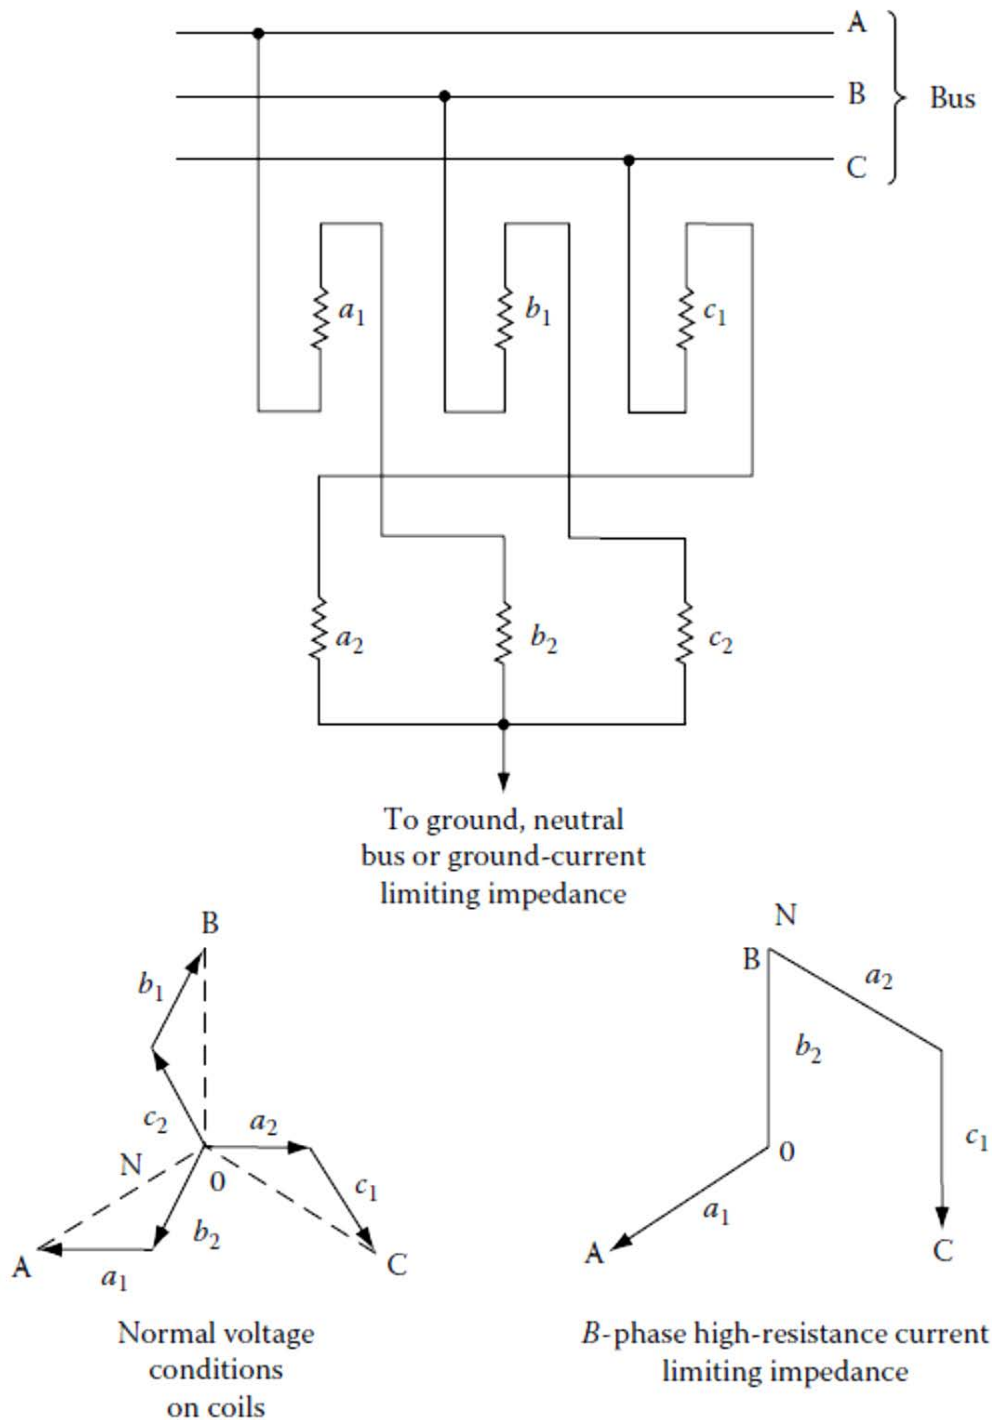 A
B
Bus
C
a1
b1
c1
a2
b2
c2
To ground, neutral
bus or ground-current
limiting impedance
B
b1
c2
a2
N
0
c1
b2
A
a1
C
Normal voltage
conditions
on coils
N
B
a2
b2
c1
0
a1
A
C
B-phase high-resistance current
limiting impedance